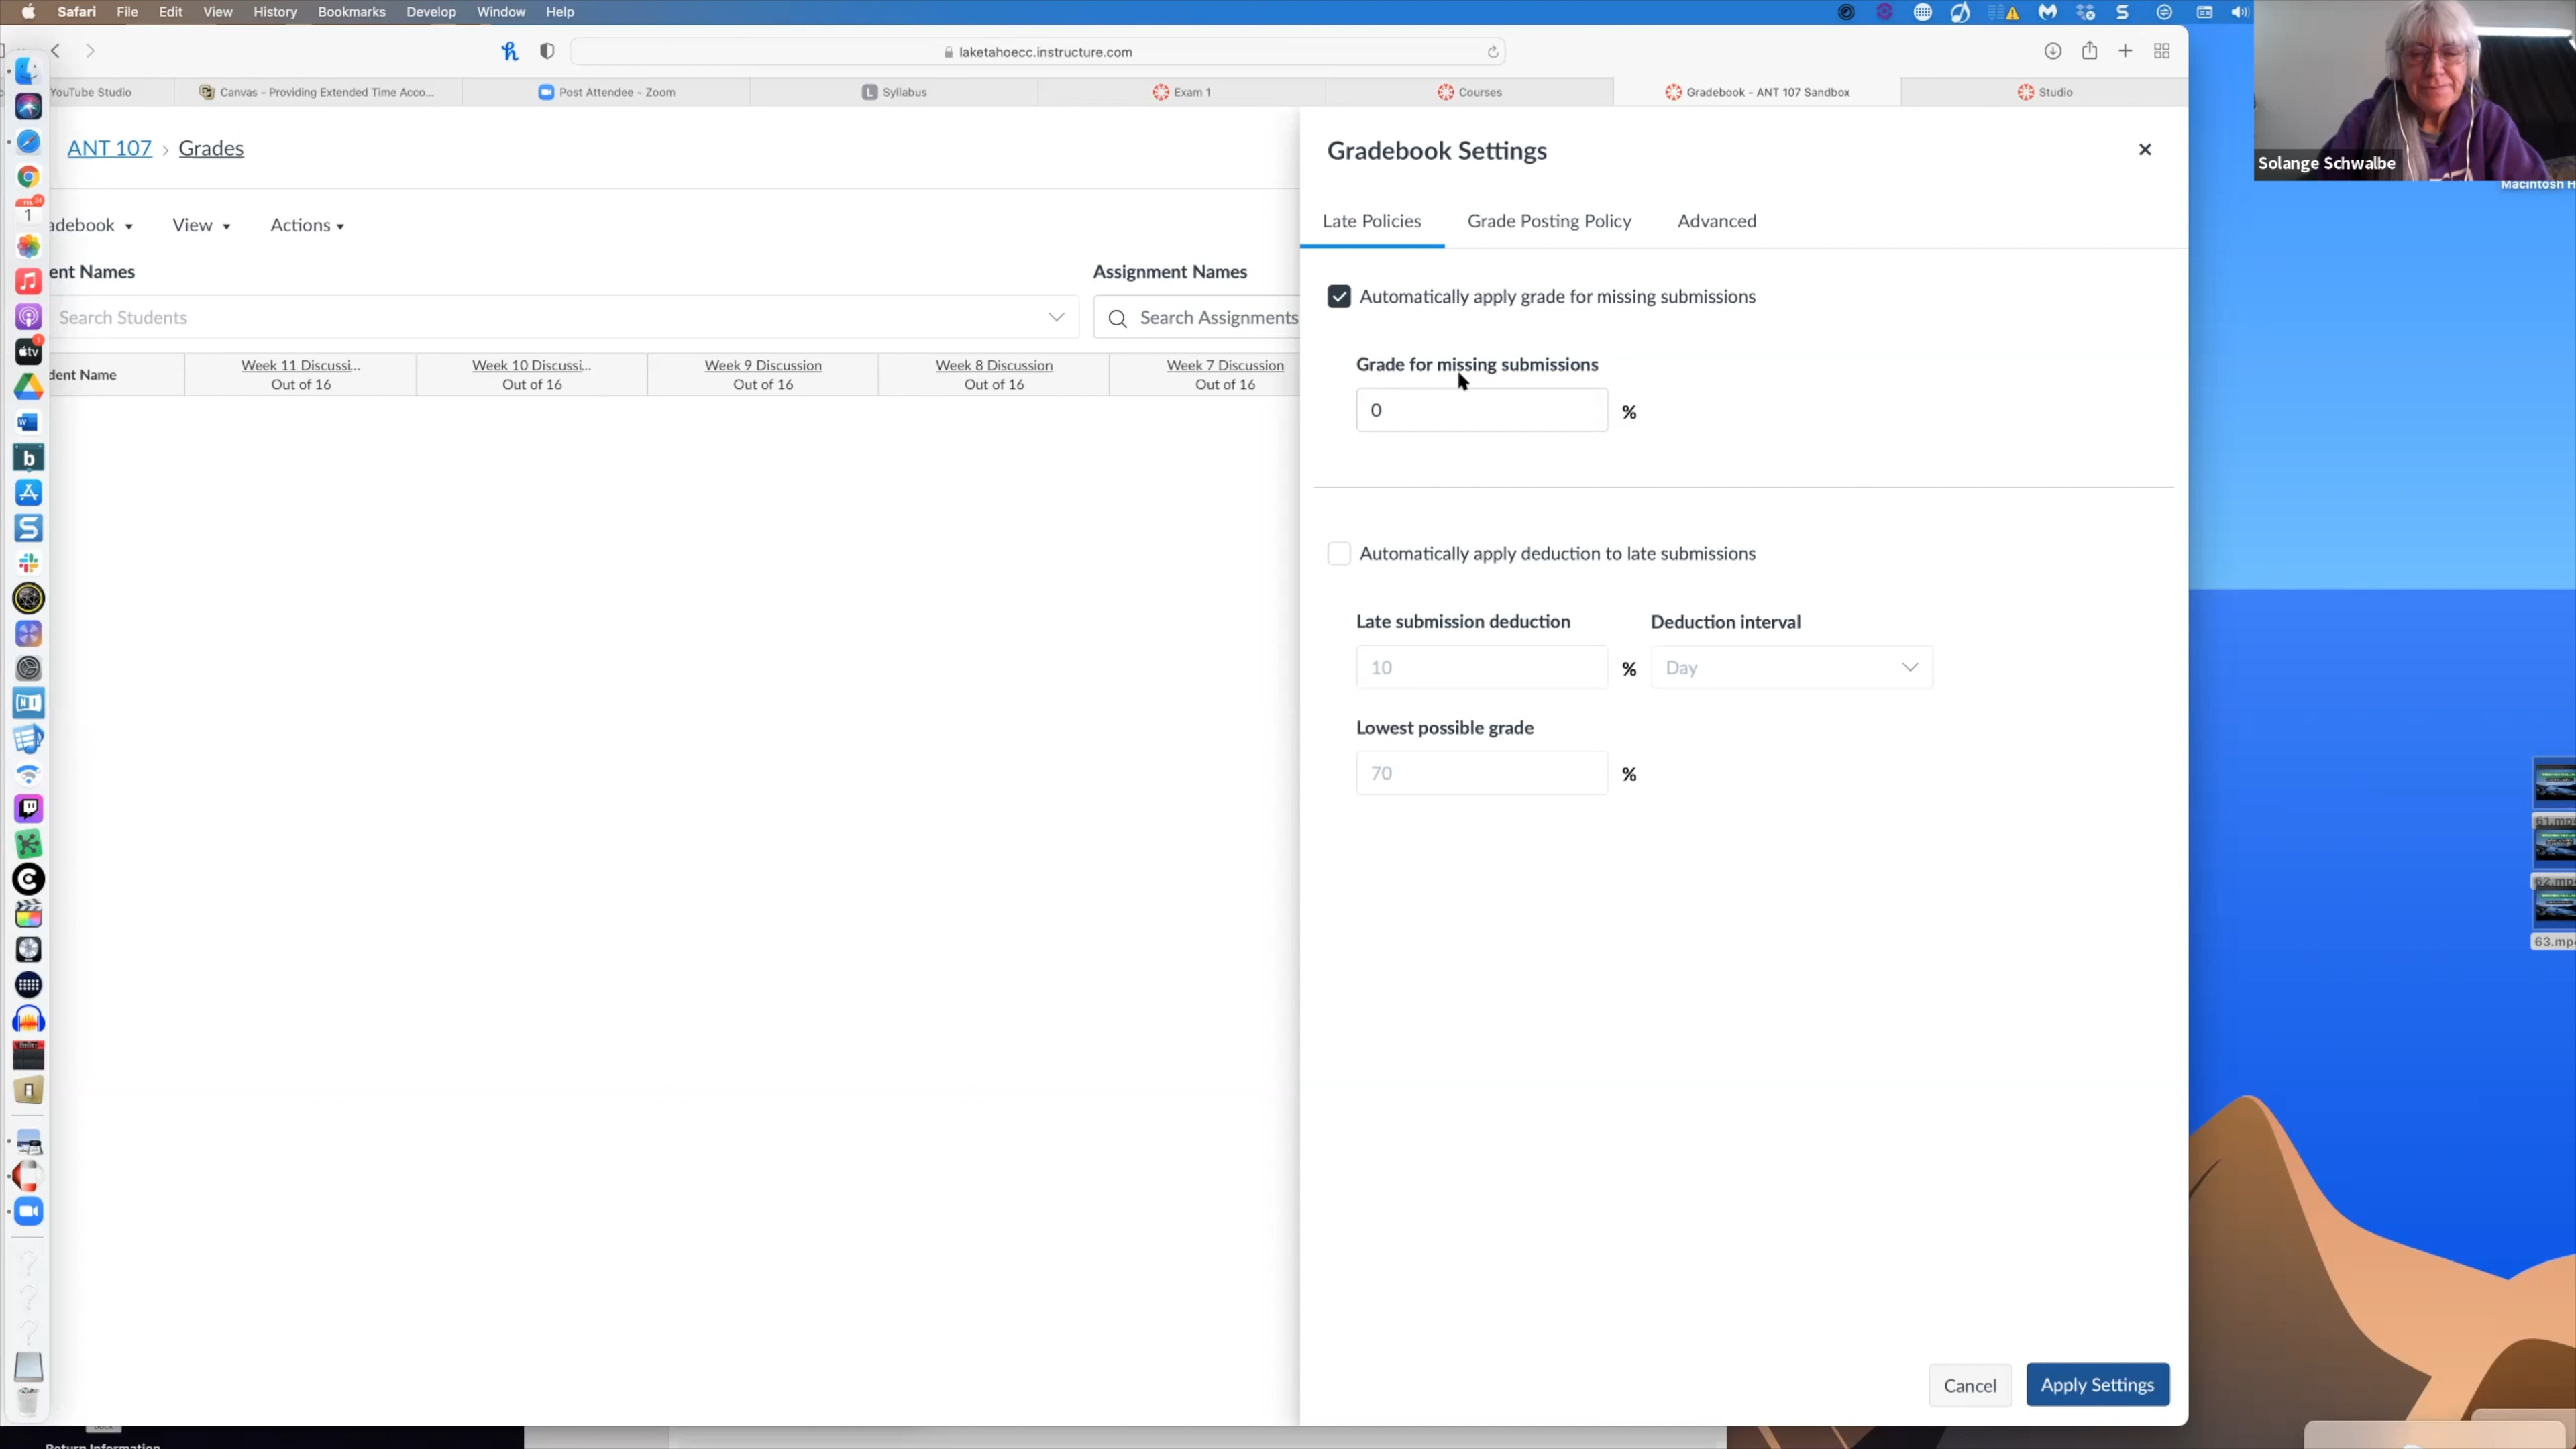 Safari File Edit View History Bookmarks Develop Window Help
laketahoecc.instructure.com
YouTube Studio
Canvas - Providing Extended Time Acco...
Post Attendee - Zoom
Syllabus
Exam 1
Courses
Gradebook - ANT 107 Sandbox
Studio
Solange Schwalbe
Macintosh H
ANT 107 › Grades
adebook View Actions
ent Names
Assignment Names
Search Students
Search Assignments
dent Name
Week 11 Discussi...
Out of 16
Week 10 Discussi...
Out of 16
Week 9 Discussion
Out of 16
Week 8 Discussion
Out of 16
Week 7 Discussion
Out of 16
Gradebook Settings
Late Policies Grade Posting Policy Advanced
Automatically apply grade for missing submissions
Grade for missing submissions
0 %
Automatically apply deduction to late submissions
Late submission deduction Deduction interval
10 % Day
Lowest possible grade
70 %
Cancel Apply Settings
61.mp
62.mp
63.mp
Return Information